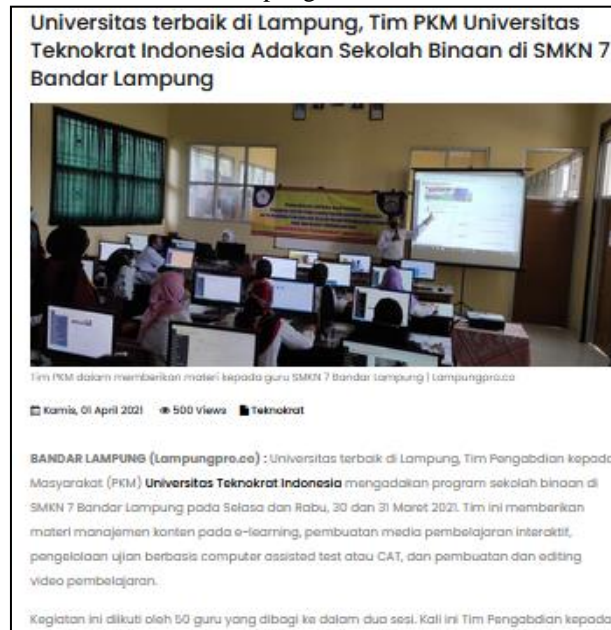 Universitas terbaik di Lampung, Tim PKM Universitas
Teknokrat Indonesia Adakan Sekolah Binaan di SMKN 7
Bandar Lampung
Tim PKM dalam memberikan materi kepada guru SMKN 7 Bandar Lampung | Lampungpro.co
Kamis, 01 April 2021 500 Views Teknokrat
BANDAR LAMPUNG (Lampungpro.co) : Universitas terbaik di Lampung, Tim Pengabdian kepada
Masyarakat (PKM) Universitas Teknokrat Indonesia mengadakan program sekolah binaan di
SMKN 7 Bandar Lampung pada Selasa dan Rabu, 30 dan 31 Maret 2021. Tim ini memberikan
materi manajemen konten pada e-learning, pembuatan media pembelajaran interaktif,
pengelolaan ujian berbasis computer assisted test atau CAT, dan pembuatan dan editing
video pembelajaran.
Kegiatan ini diikuti oleh 50 guru yang dibagi ke dalam dua sesi. Kali ini Tim Pengabdian kepada